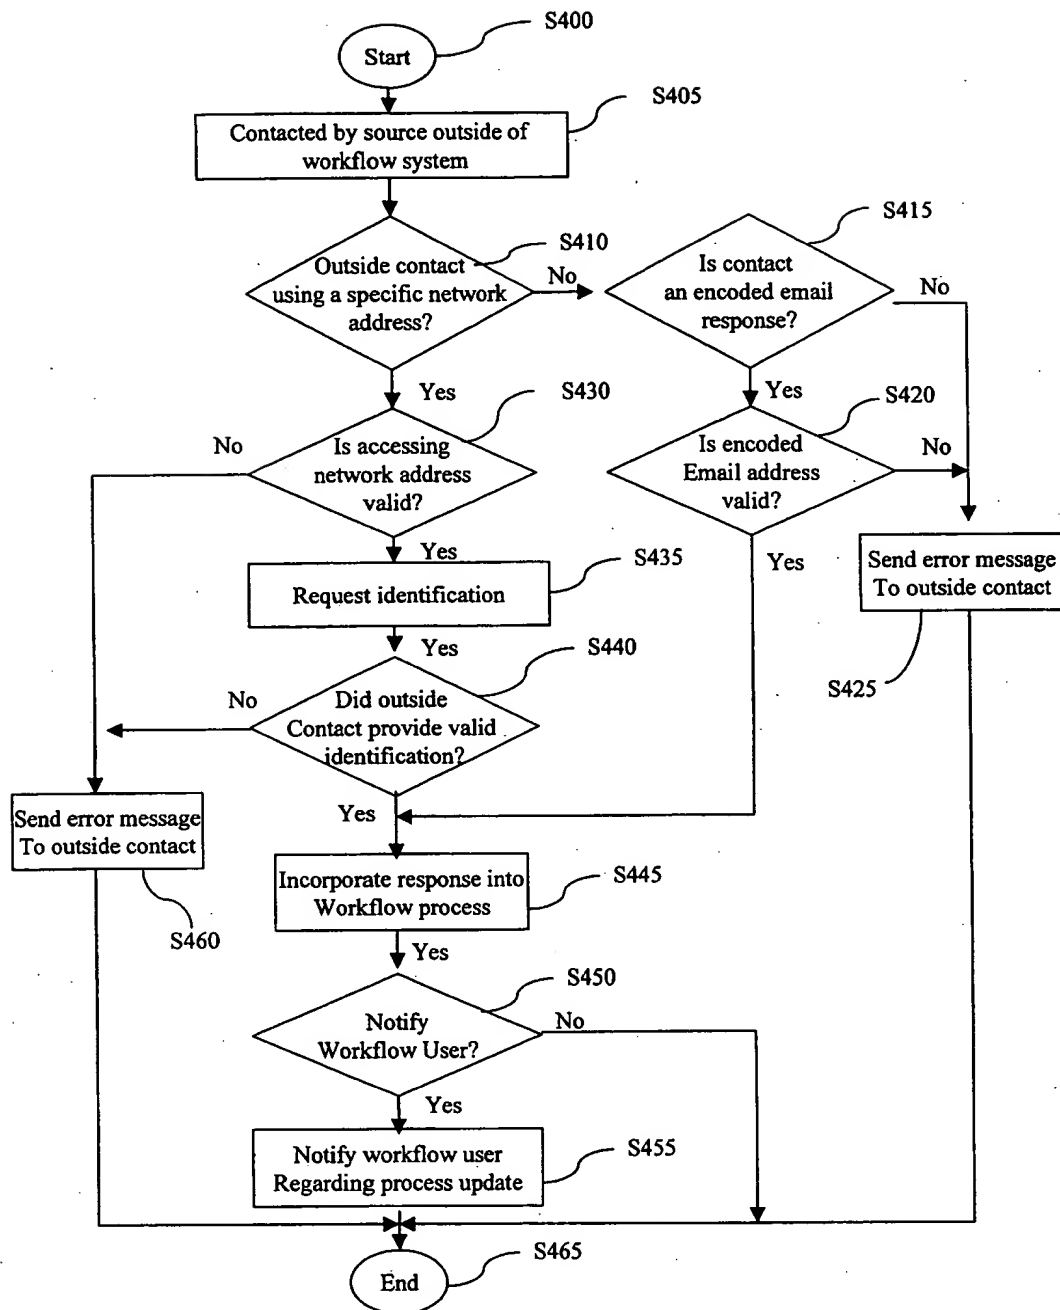 S400
Start
S405
Contacted by source outside of
workflow system
S415
S410
Outside contact
using a specific network
address?
No
Is contact
an encoded email
response?
No
Yes
S430
Yes
S420
No
Is accessing
network address
valid?
Is encoded
Email address
valid?
No
Yes
S435
Yes
Send error message
To outside contact
Request identification
Yes
S440
S425
No
Did outside
Contact provide valid
identification?
Yes
Send error message
To outside contact
Incorporate response into
Workflow process
S445
S460
Yes
S450
Notify
Workflow User?
No
Yes
Notify workflow user
Regarding process update
S455
S465
End